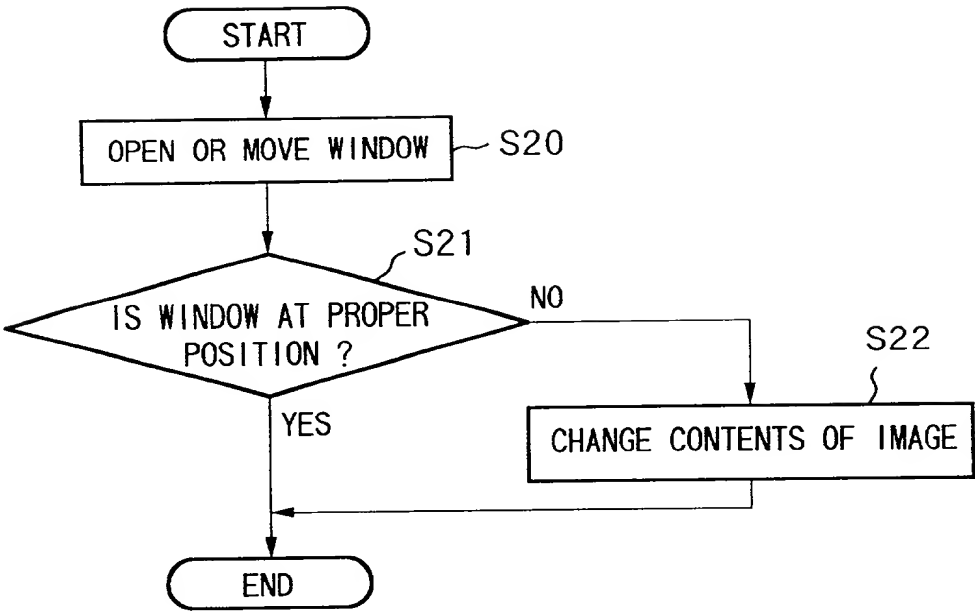 START
OPEN OR MOVE WINDOW
S20
S21
IS WINDOW AT PROPER
POSITION ?
NO
S22
YES
CHANGE CONTENTS OF IMAGE
END